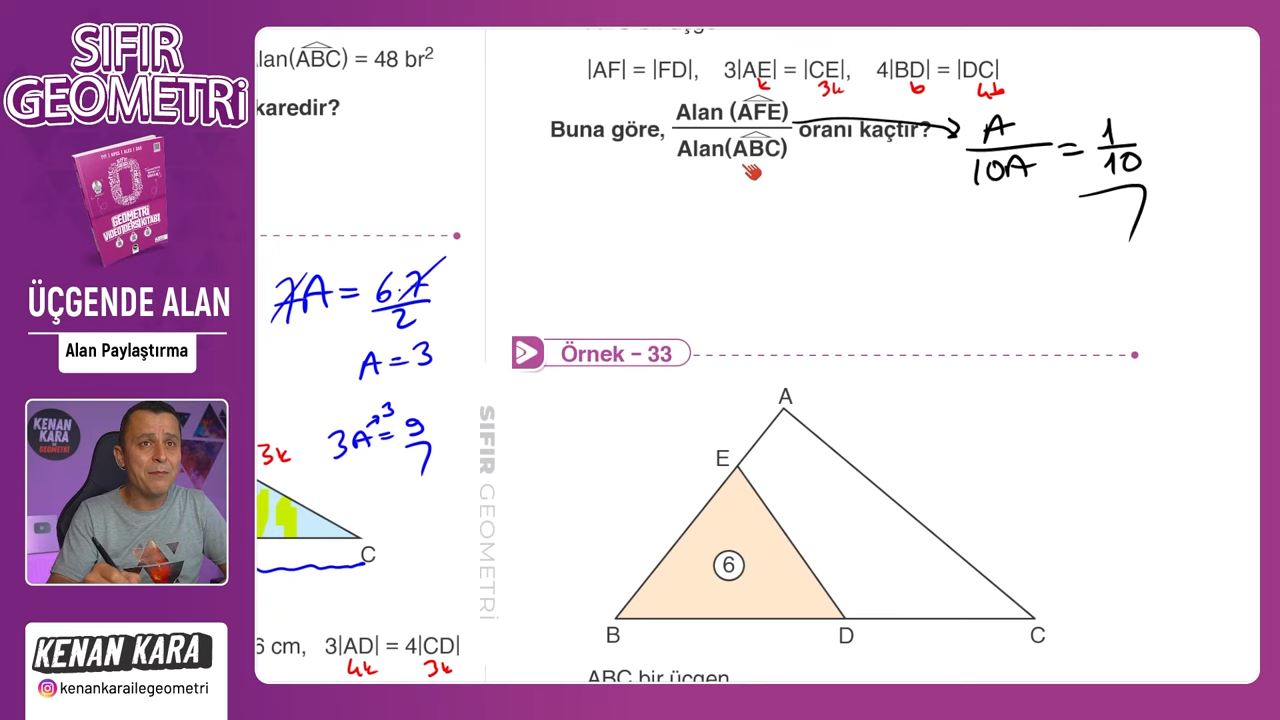 SIFIR
GEOMETRİ
GEOMETRİ
VİDEO DERS KİTABI
ÜÇGENDE ALAN
Alan Paylaştırma
KENAN
KARA
GEOMETRİ
KENAN KARA
kenankarailegeometri
lan(ABC) = 48 br²
karedir?
7A = 6.7/2
A = 3
3A = 9
3
3k
C
6 cm, 3|AD| = 4|CD|
4k 3k
|AF| = |FD|, 3|AE| = |CE|, 4|BD| = |DC|
k 3k b 4b
Buna göre, Alan (AFE) / Alan(ABC) oranı kaçtır?
A/10A = 1/10
Örnek - 33
SIFIR GEOMETRİ
A
E
6
B D C
ABC bir üçgen